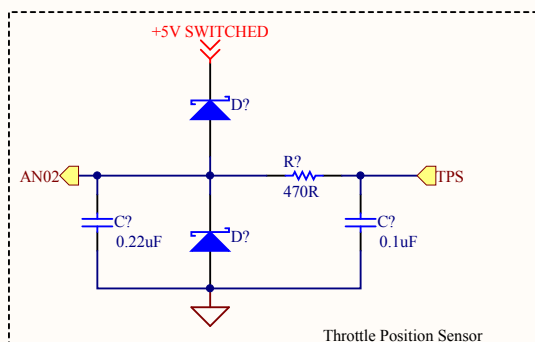 +5V SWITCHED
D?
AN02
R?
470R
TPS
C?
0.22uF
D?
C?
0.1uF
Throttle Position Sensor